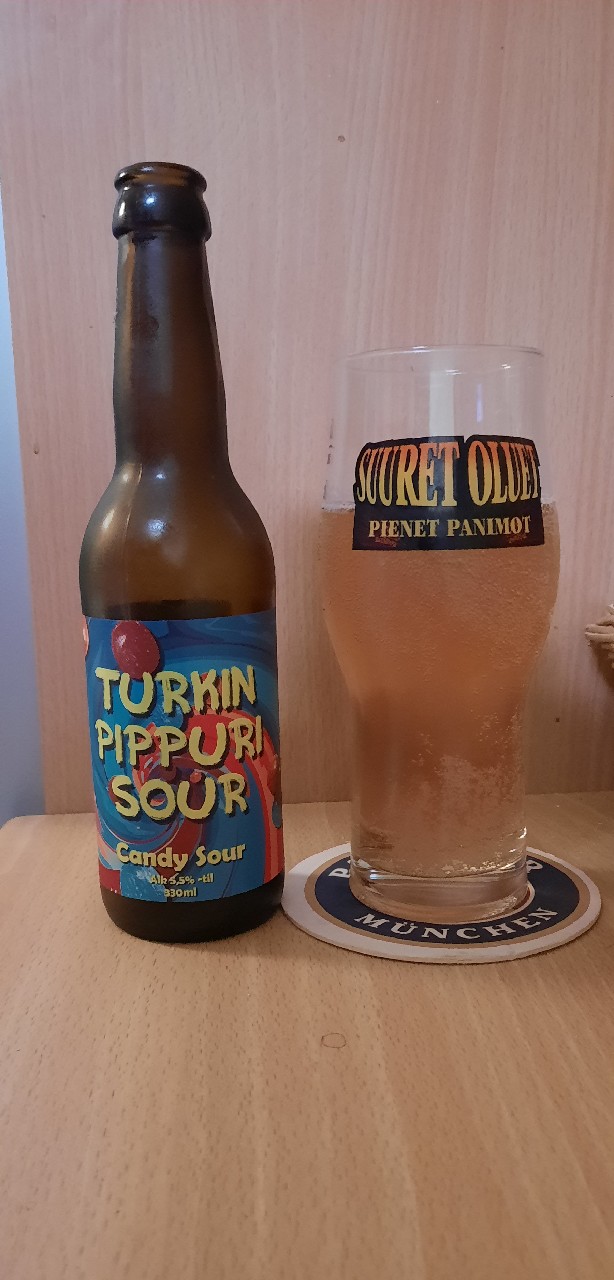 TURKIN
PIPPURI
SOUR
Candy Sour
Alk 5,5% -til
330ml
SUURET OLUET
PIENET PANIMOT
MÜNCHEN